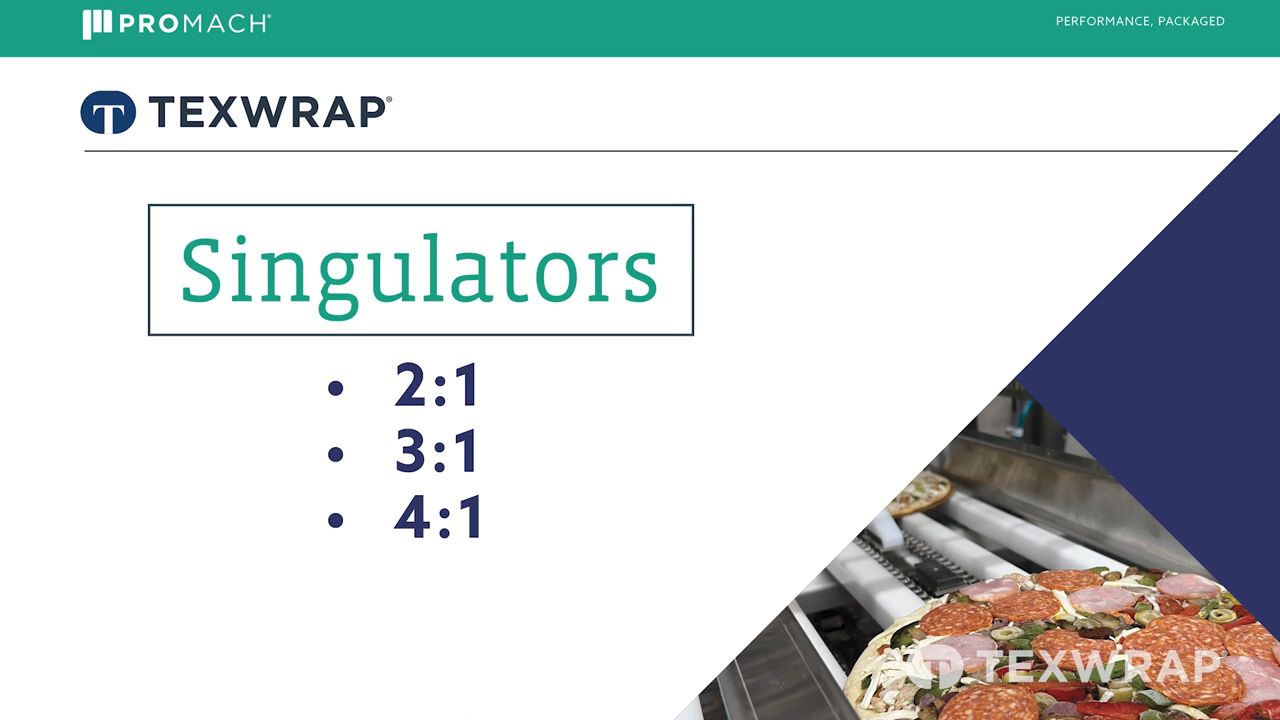 PROMACH®
PERFORMANCE, PACKAGED
TEXWRAP®
Singulators
• 2:1
• 3:1
• 4:1
TEXWRAP®